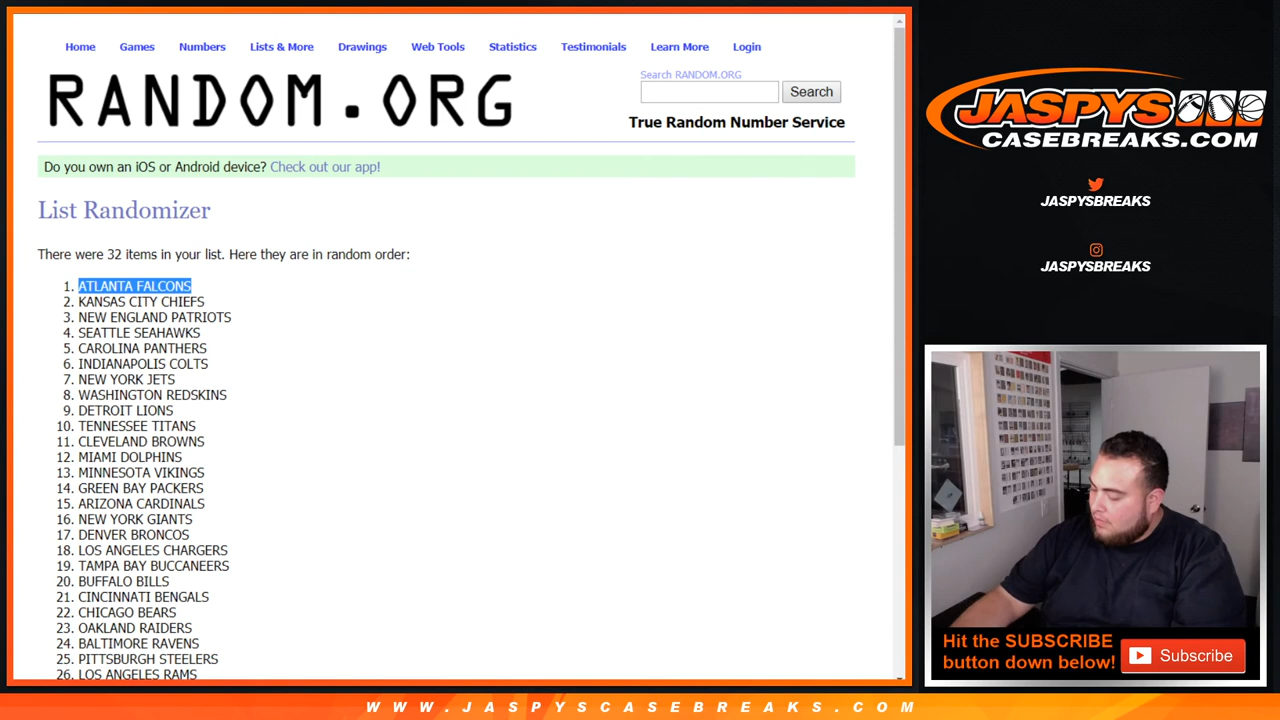 Home Games Numbers Lists & More Drawings Web Tools Statistics Testimonials Learn More Login
RANDOM.ORG
Search RANDOM.ORG
Search
True Random Number Service
Do you own an iOS or Android device? Check out our app!
List Randomizer
There were 32 items in your list. Here they are in random order:
1. ATLANTA FALCONS
2. KANSAS CITY CHIEFS
3. NEW ENGLAND PATRIOTS
4. SEATTLE SEAHAWKS
5. CAROLINA PANTHERS
6. INDIANAPOLIS COLTS
7. NEW YORK JETS
8. WASHINGTON REDSKINS
9. DETROIT LIONS
10. TENNESSEE TITANS
11. CLEVELAND BROWNS
12. MIAMI DOLPHINS
13. MINNESOTA VIKINGS
14. GREEN BAY PACKERS
15. ARIZONA CARDINALS
16. NEW YORK GIANTS
17. DENVER BRONCOS
18. LOS ANGELES CHARGERS
19. TAMPA BAY BUCCANEERS
20. BUFFALO BILLS
21. CINCINNATI BENGALS
22. CHICAGO BEARS
23. OAKLAND RAIDERS
24. BALTIMORE RAVENS
25. PITTSBURGH STEELERS
26. LOS ANGELES RAMS
JASPYS
CASEBREAKS.COM
JASPYSBREAKS
JASPYSBREAKS
Hit the SUBSCRIBE
button down below!
Subscribe
WWW.JASPYSCASEBREAKS.COM